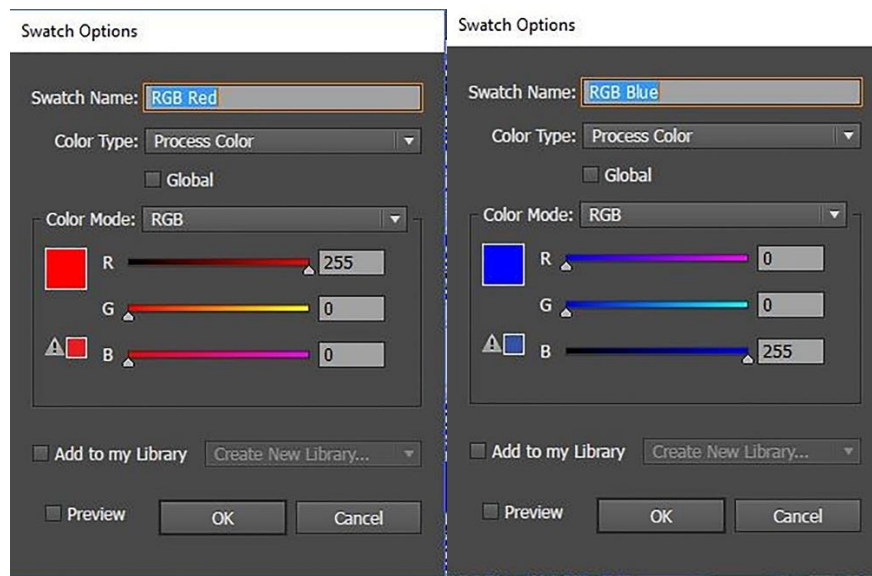 Swatch Options
Swatch Name: RGB Red
Color Type: Process Color
Global
Color Mode: RGB
R 255
G 0
B 0
Add to my Library Create New Library...
Preview OK Cancel
Swatch Options
Swatch Name: RGB Blue
Color Type: Process Color
Global
Color Mode: RGB
R 0
G 0
B 255
Add to my Library Create New Library...
Preview OK Cancel